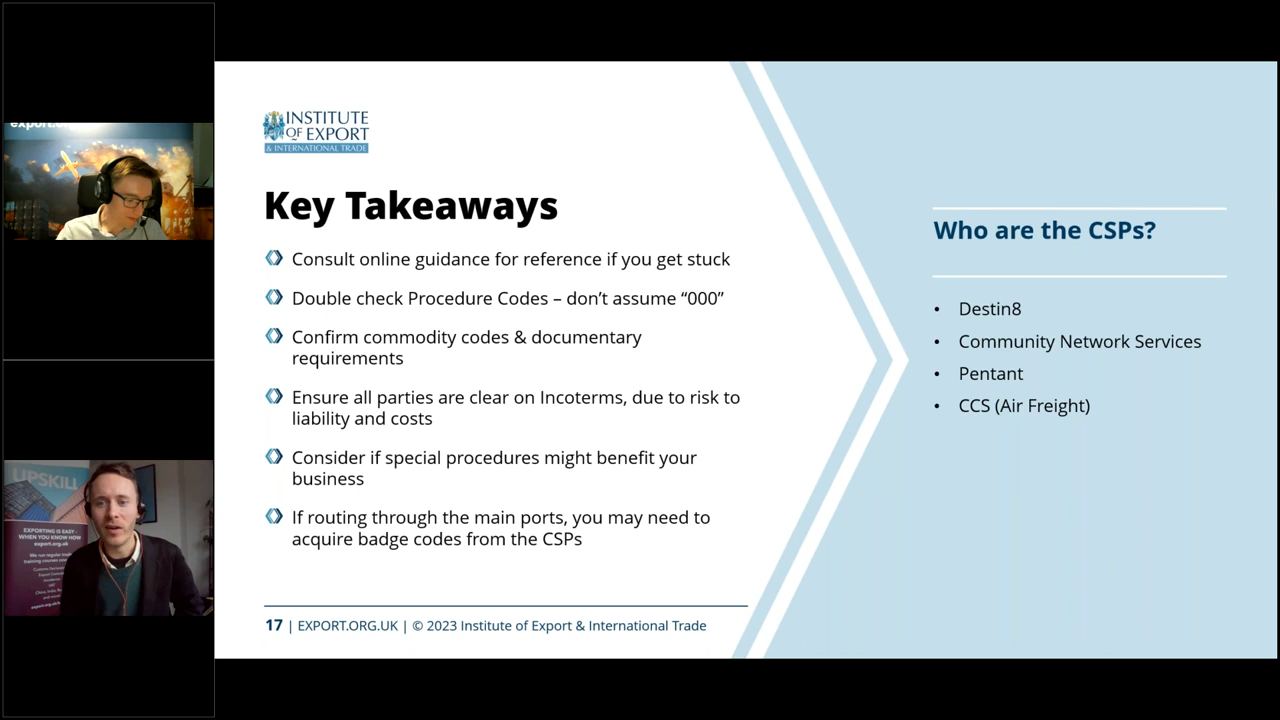 export.org
UPSKILL
EXPORTING IS EASY -
WHEN YOU KNOW HOW
export.org.uk
INSTITUTE
OF EXPORT
& INTERNATIONAL TRADE
Key Takeaways
Consult online guidance for reference if you get stuck
Double check Procedure Codes – don’t assume “000”
Confirm commodity codes & documentary
requirements
Ensure all parties are clear on Incoterms, due to risk to
liability and costs
Consider if special procedures might benefit your
business
If routing through the main ports, you may need to
acquire badge codes from the CSPs
17 | EXPORT.ORG.UK | © 2023 Institute of Export & International Trade
Who are the CSPs?
• Destin8
• Community Network Services
• Pentant
• CCS (Air Freight)